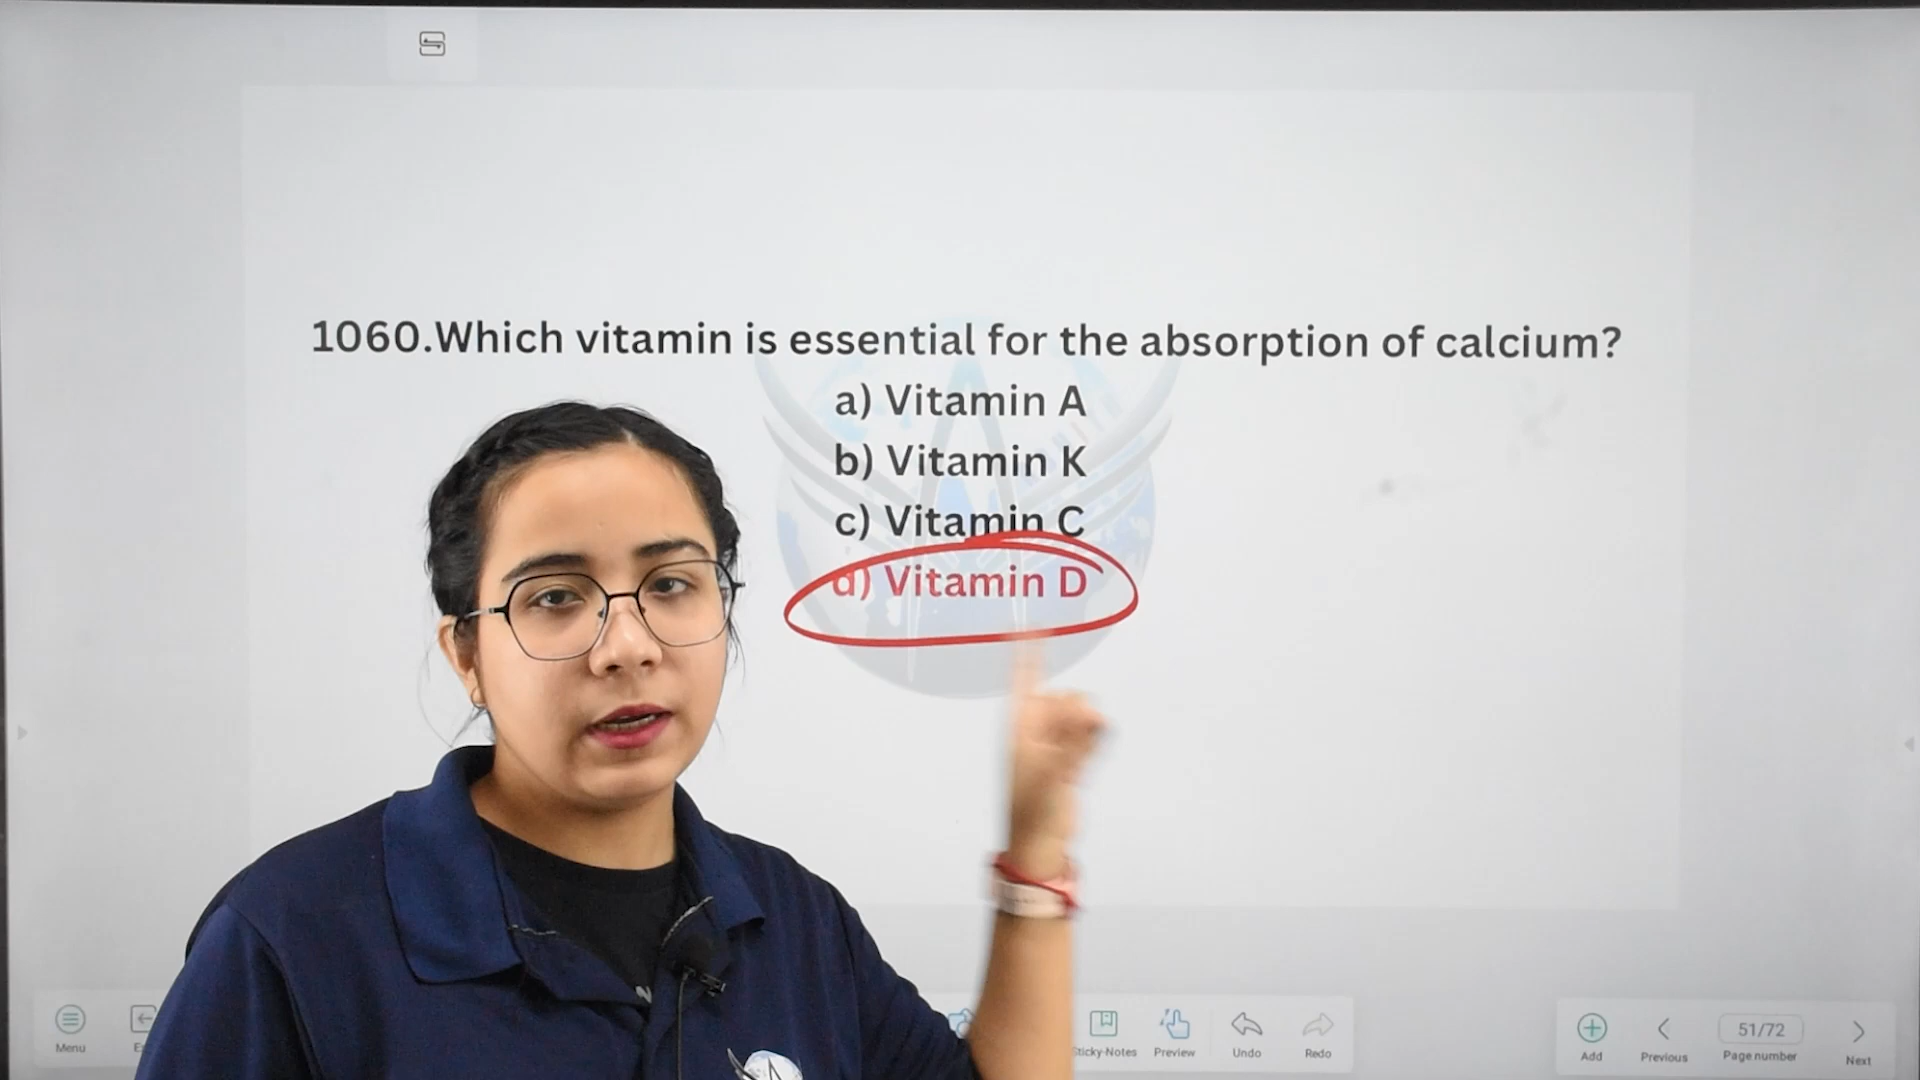 1060.Which vitamin is essential for the absorption of calcium?
a) Vitamin A
b) Vitamin K
c) Vitamin C
d) Vitamin D
Menu
Sticky-Notes
Preview
Undo
Redo
Add
Previous
51/72
Page number
Next